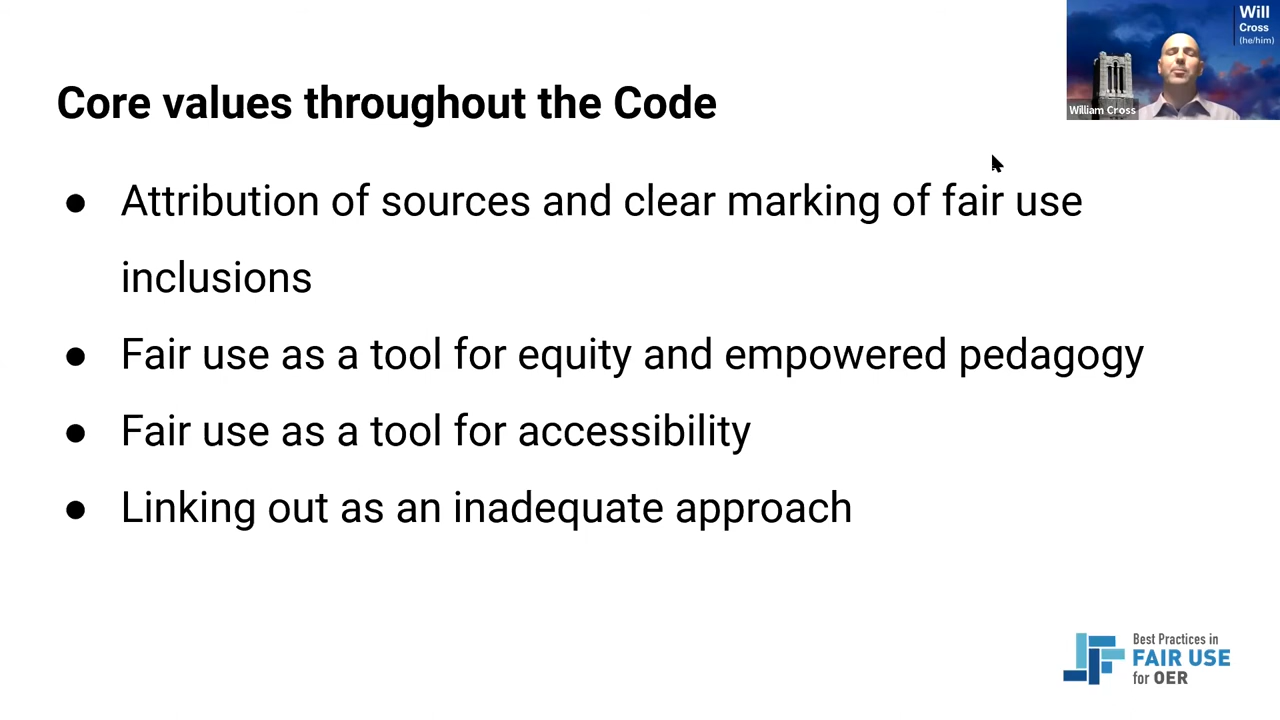 Will
Cross
(he/him)
William Cross
Core values throughout the Code
● Attribution of sources and clear marking of fair use
inclusions
● Fair use as a tool for equity and empowered pedagogy
● Fair use as a tool for accessibility
● Linking out as an inadequate approach
Best Practices in
FAIR USE
for OER